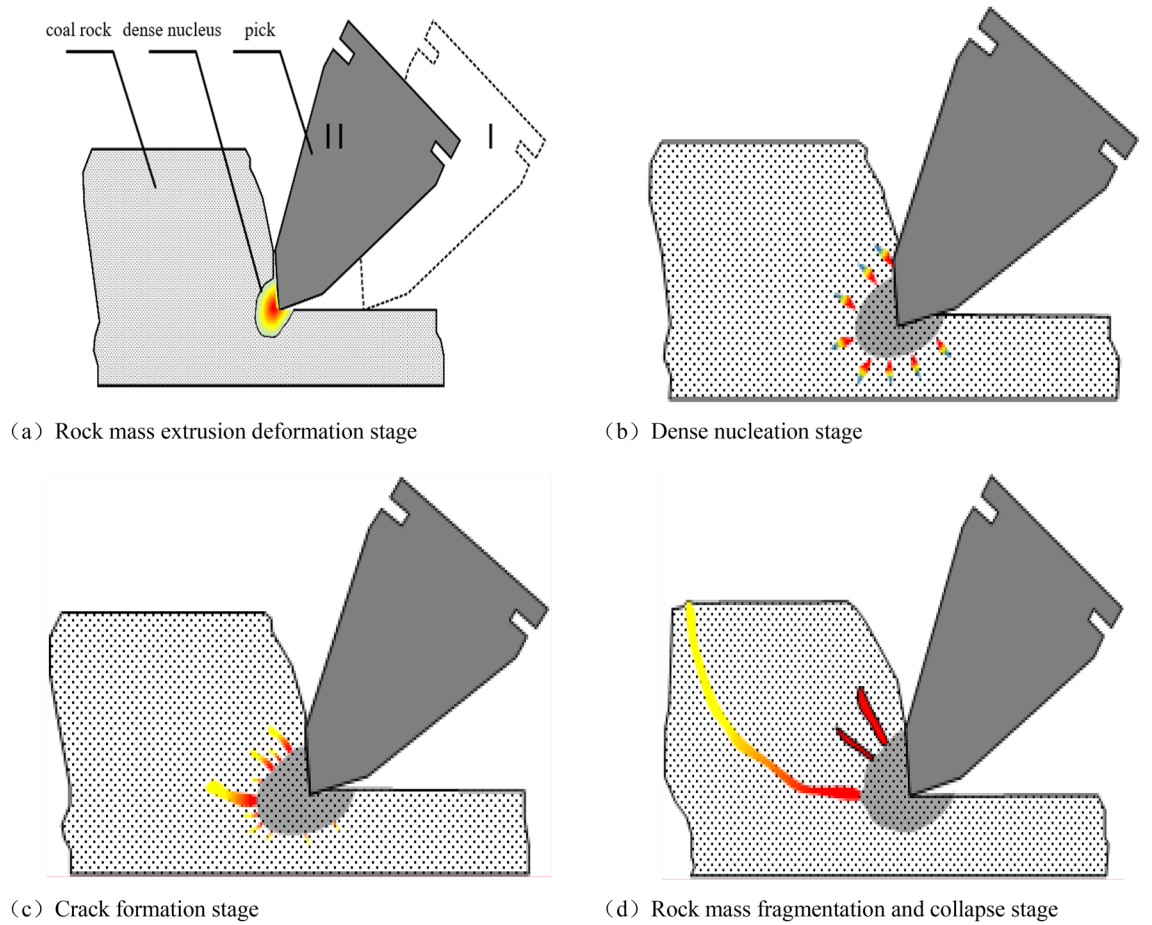 coal rock dense nucleus pick
II I
（a）Rock mass extrusion deformation stage
（b）Dense nucleation stage
（c）Crack formation stage
（d）Rock mass fragmentation and collapse stage